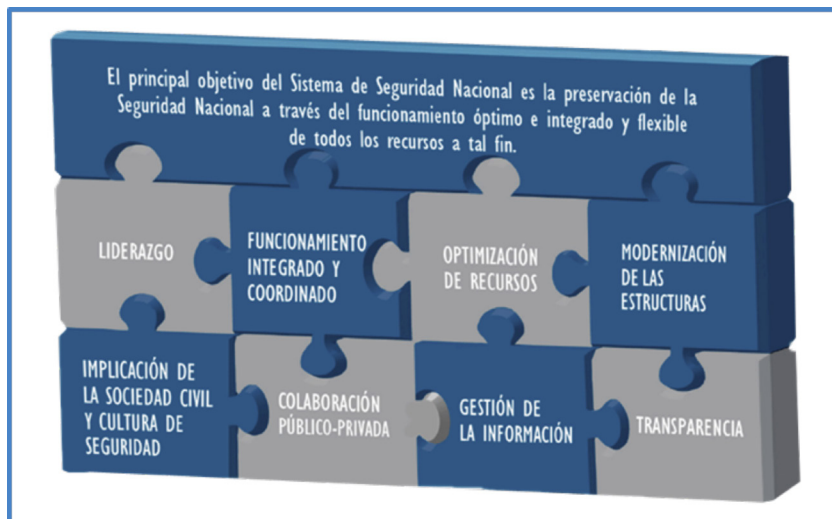 El principal objetivo del Sistema de Seguridad Nacional es la preservación de la
Seguridad Nacional a través del funcionamiento óptimo e integrado y flexible
de todos los recursos a tal fin.
LIDERAZGO
FUNCIONAMIENTO
INTEGRADO Y
COORDINADO
OPTIMIZACIÓN
DE RECURSOS
MODERNIZACIÓN
DE LAS
ESTRUCTURAS
IMPLICACIÓN DE
LA SOCIEDAD CIVIL
Y CULTURA DE
SEGURIDAD
COLABORACIÓN
PÚBLICO-PRIVADA
GESTIÓN DE
LA INFORMACIÓN
TRANSPARENCIA